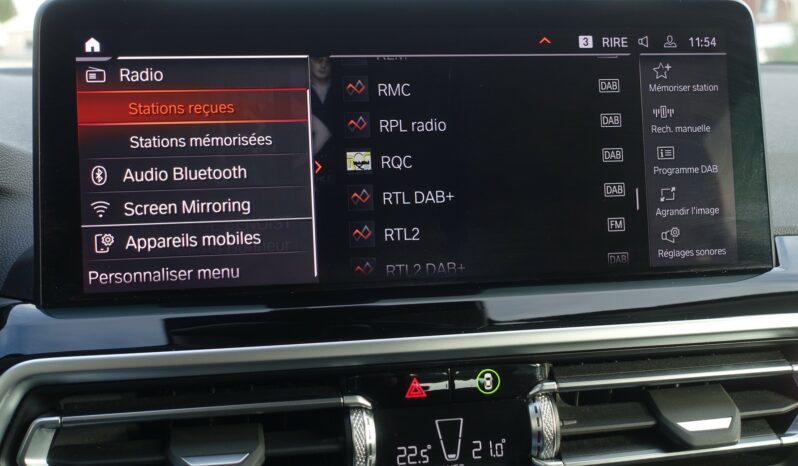 3 RIRE 11:54
Radio
Stations reçues
Stations mémorisées
Audio Bluetooth
Screen Mirroring
Appareils mobiles
Personnaliser menu
RMC DAB
RPL radio DAB
RQC DAB
RTL DAB+ DAB
RTL2 FM
RTL2 DAB+ DAB
Mémoriser station
Rech. manuelle
Programme DAB
Agrandir l'image
Réglages sonores
22.5° 21.0°